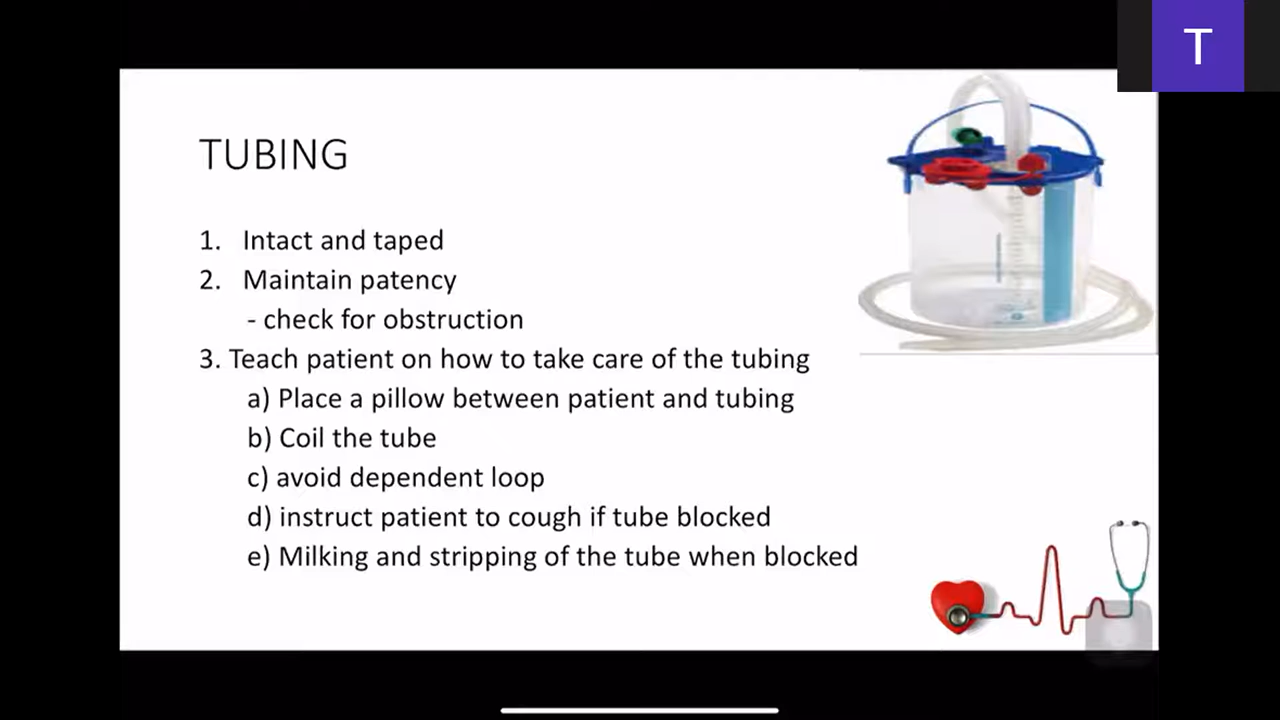 T
TUBING
1. Intact and taped
2. Maintain patency
- check for obstruction
3. Teach patient on how to take care of the tubing
a) Place a pillow between patient and tubing
b) Coil the tube
c) avoid dependent loop
d) instruct patient to cough if tube blocked
e) Milking and stripping of the tube when blocked